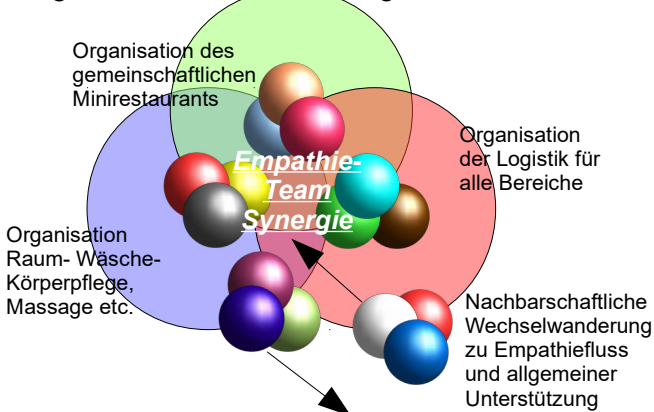 Organisation des
gemeinschaftlichen
Minirestaurants
Organisation
der Logistik für
alle Bereiche
Empathie-
Team
Synergie
Organisation
Raum- Wäsche-
Körperpflege,
Massage etc.
Nachbarschaftliche
Wechselwanderung
zu Empathiefluss
und allgemeiner
Unterstützung